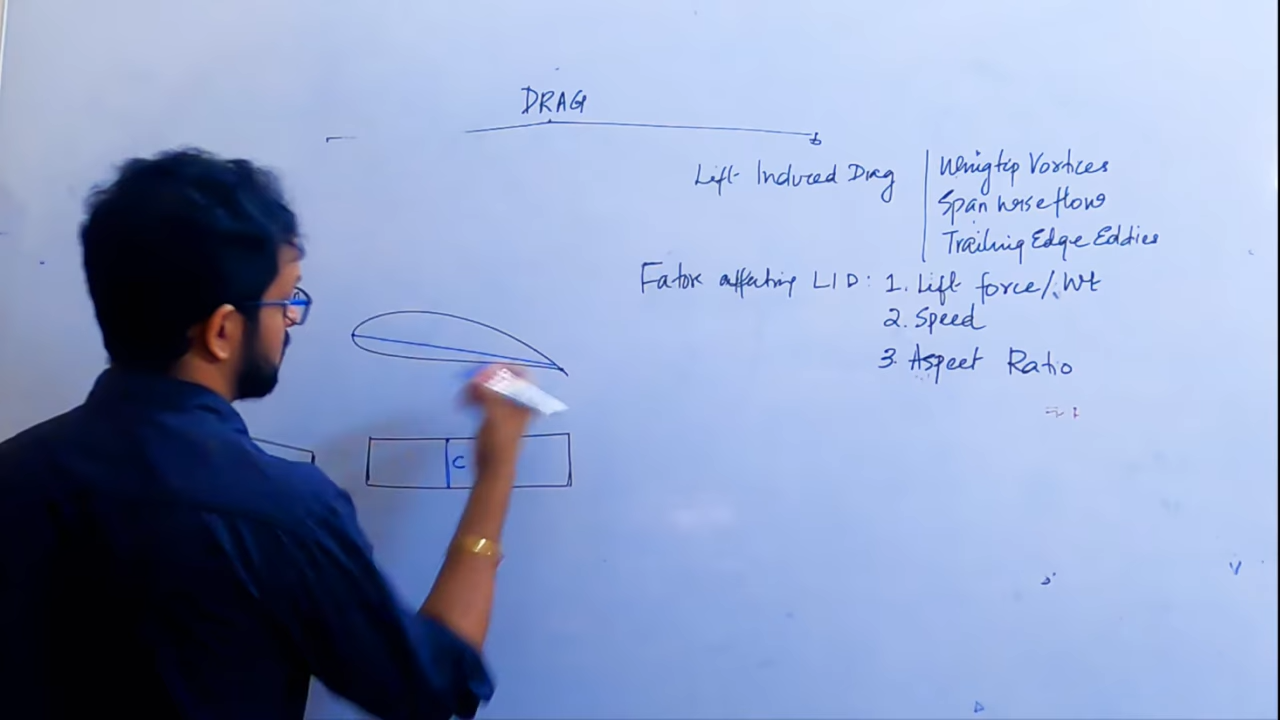 DRAG
Lift Induced Drag
Wingtip Vortices
Spanwise flow
Trailing Edge Eddies
Fator affecting LID: 1. Lift force/Wt
2. Speed
3. Aspect Ratio
C